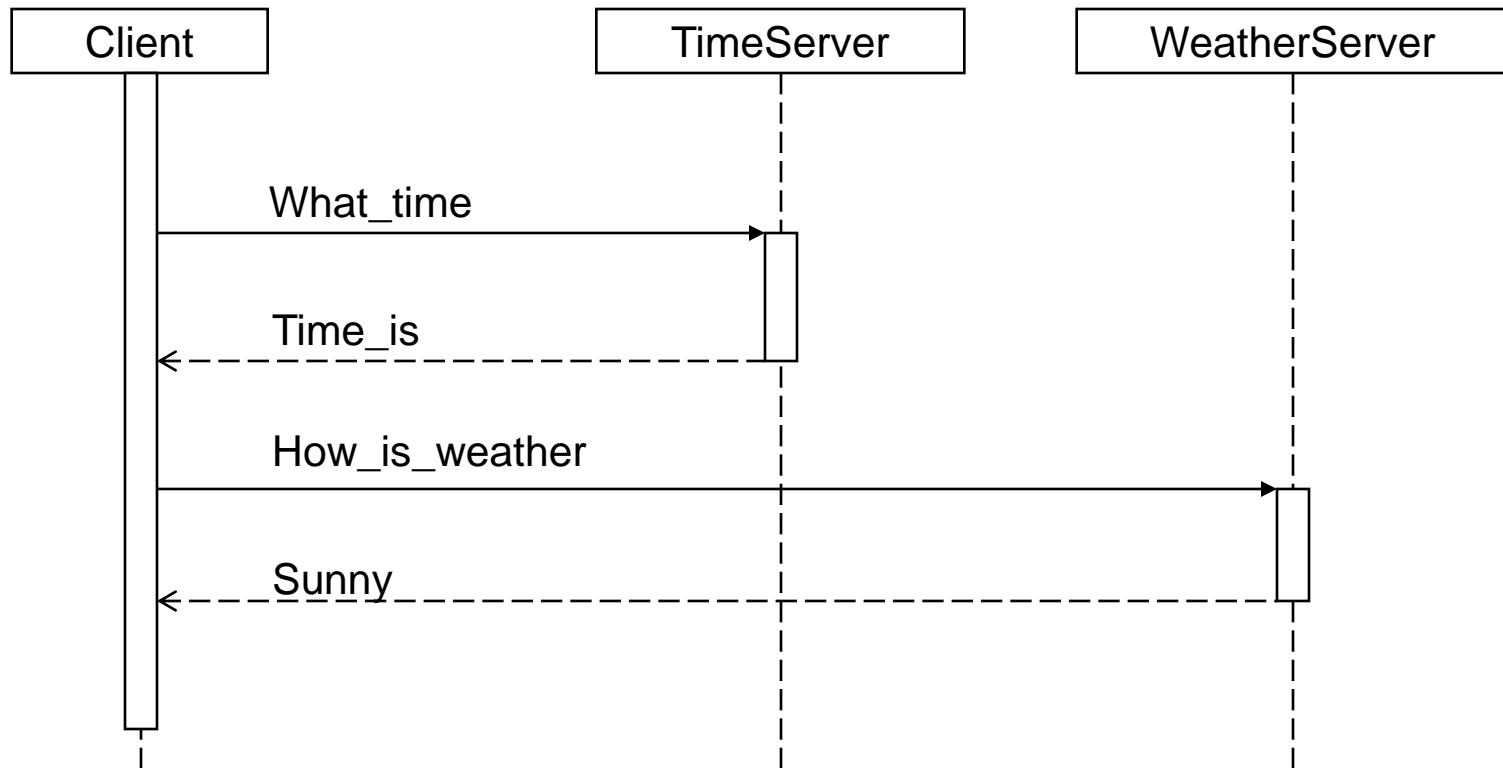 Client
TimeServer
WeatherServer
What_time
Time_is
How_is_weather
Sunny